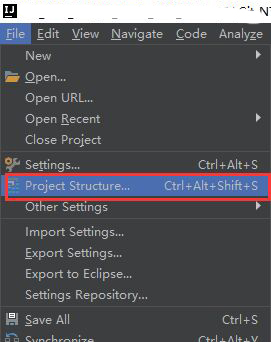 IJ
File Edit View Navigate Code Analyze
New
Open...
Open URL...
Open Recent
Close Project
Settings... Ctrl+Alt+S
Project Structure... Ctrl+Alt+Shift+S
Other Settings
Import Settings...
Export Settings...
Export to Eclipse...
Settings Repository...
Save All Ctrl+S
Synchronize Ctrl+Alt+Y